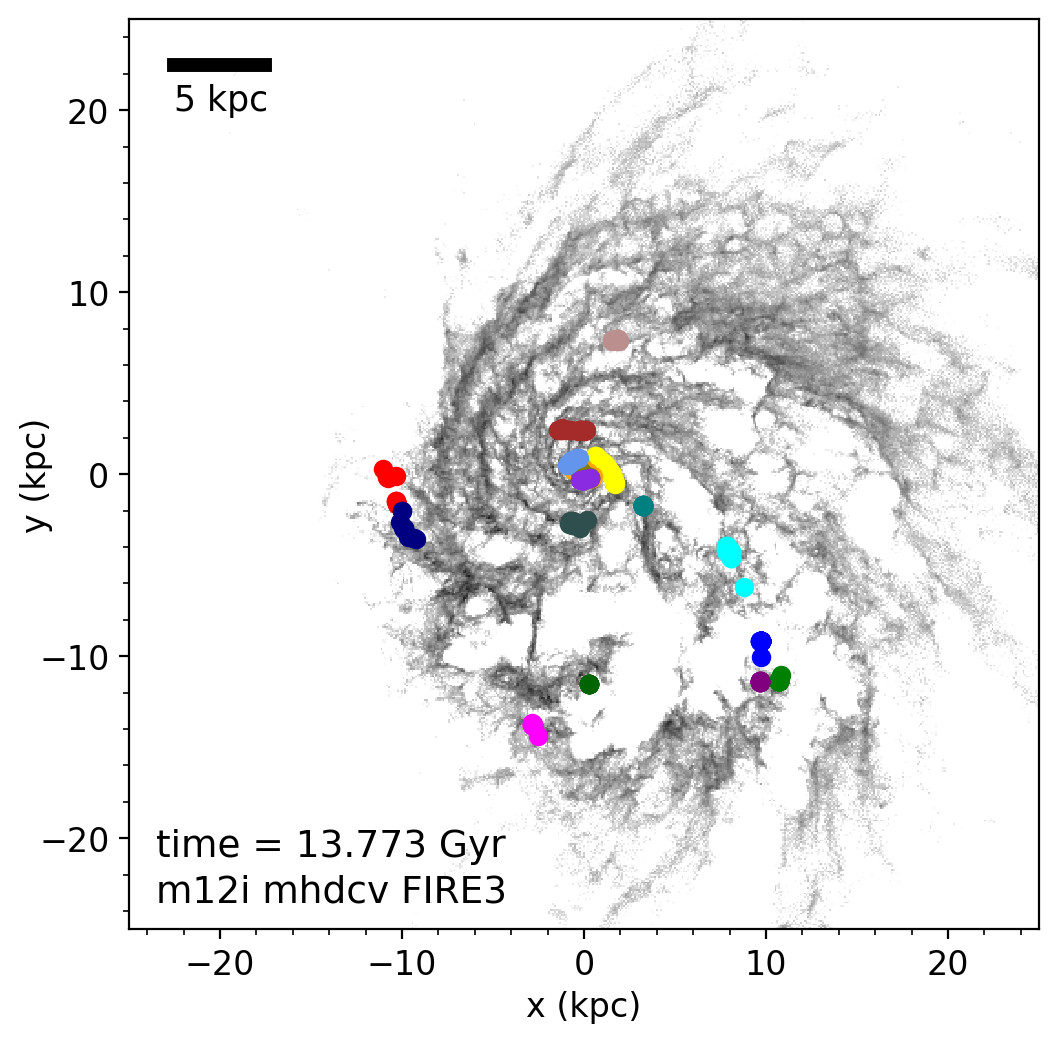 5 kpc
20
10
0
−10
−20
y (kpc)
time = 13.773 Gyr
m12i mhdcv FIRE3
−20 −10 0 10 20
x (kpc)